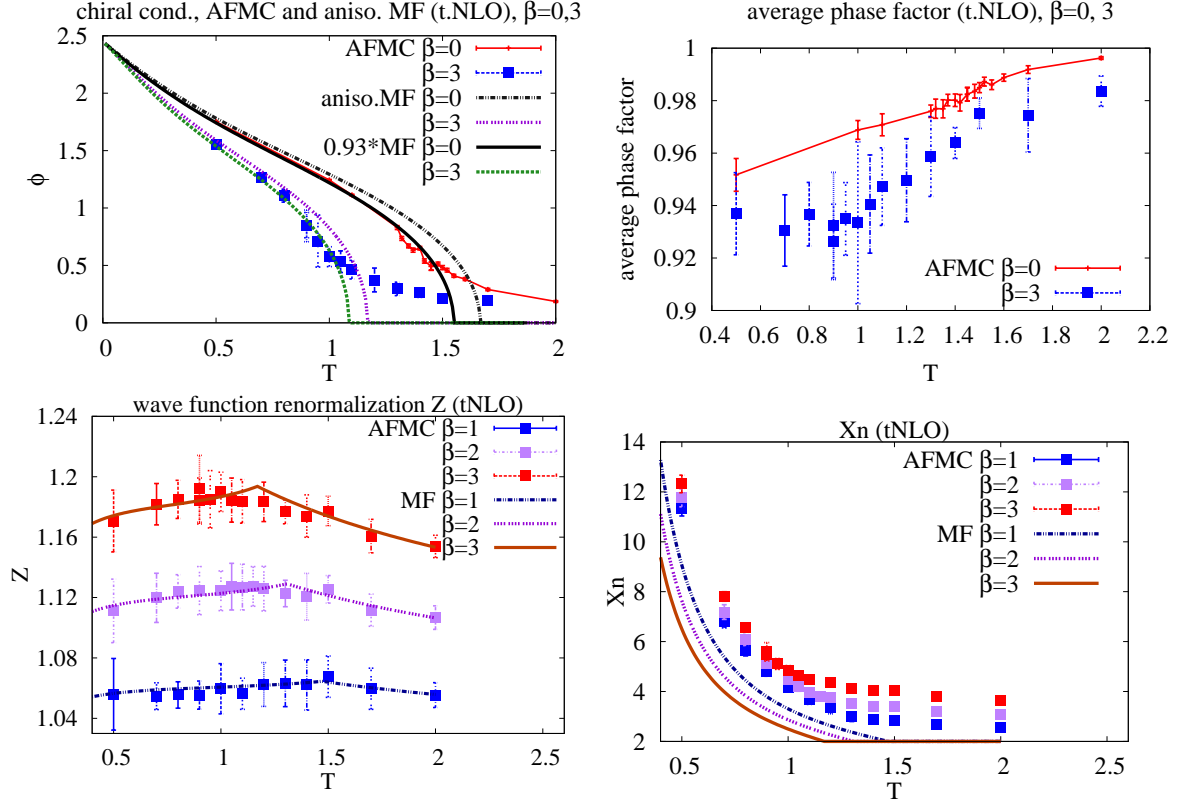 chiral cond., AFMC and aniso. MF (t.NLO), β=0,3
2.5
2
1.5
1
0.5
0
ϕ
0
0.5
1
1.5
2
T
AFMC β=0
β=3
aniso.MF β=0
β=3
0.93*MF β=0
β=3
average phase factor (t.NLO), β=0, 3
1
0.98
0.96
0.94
0.92
0.9
average phase factor
0.4
0.6
0.8
1
1.2
1.4
1.6
1.8
2
2.2
T
AFMC β=0
β=3
wave function renormalization Z (tNLO)
1.24
1.2
1.16
1.12
1.08
1.04
Z
0.5
1
1.5
2
2.5
T
AFMC β=1
β=2
β=3
MF β=1
β=2
β=3
Xn (tNLO)
14
12
10
8
6
4
2
Xn
0.5
1
1.5
2
2.5
T
AFMC β=1
β=2
β=3
MF β=1
β=2
β=3